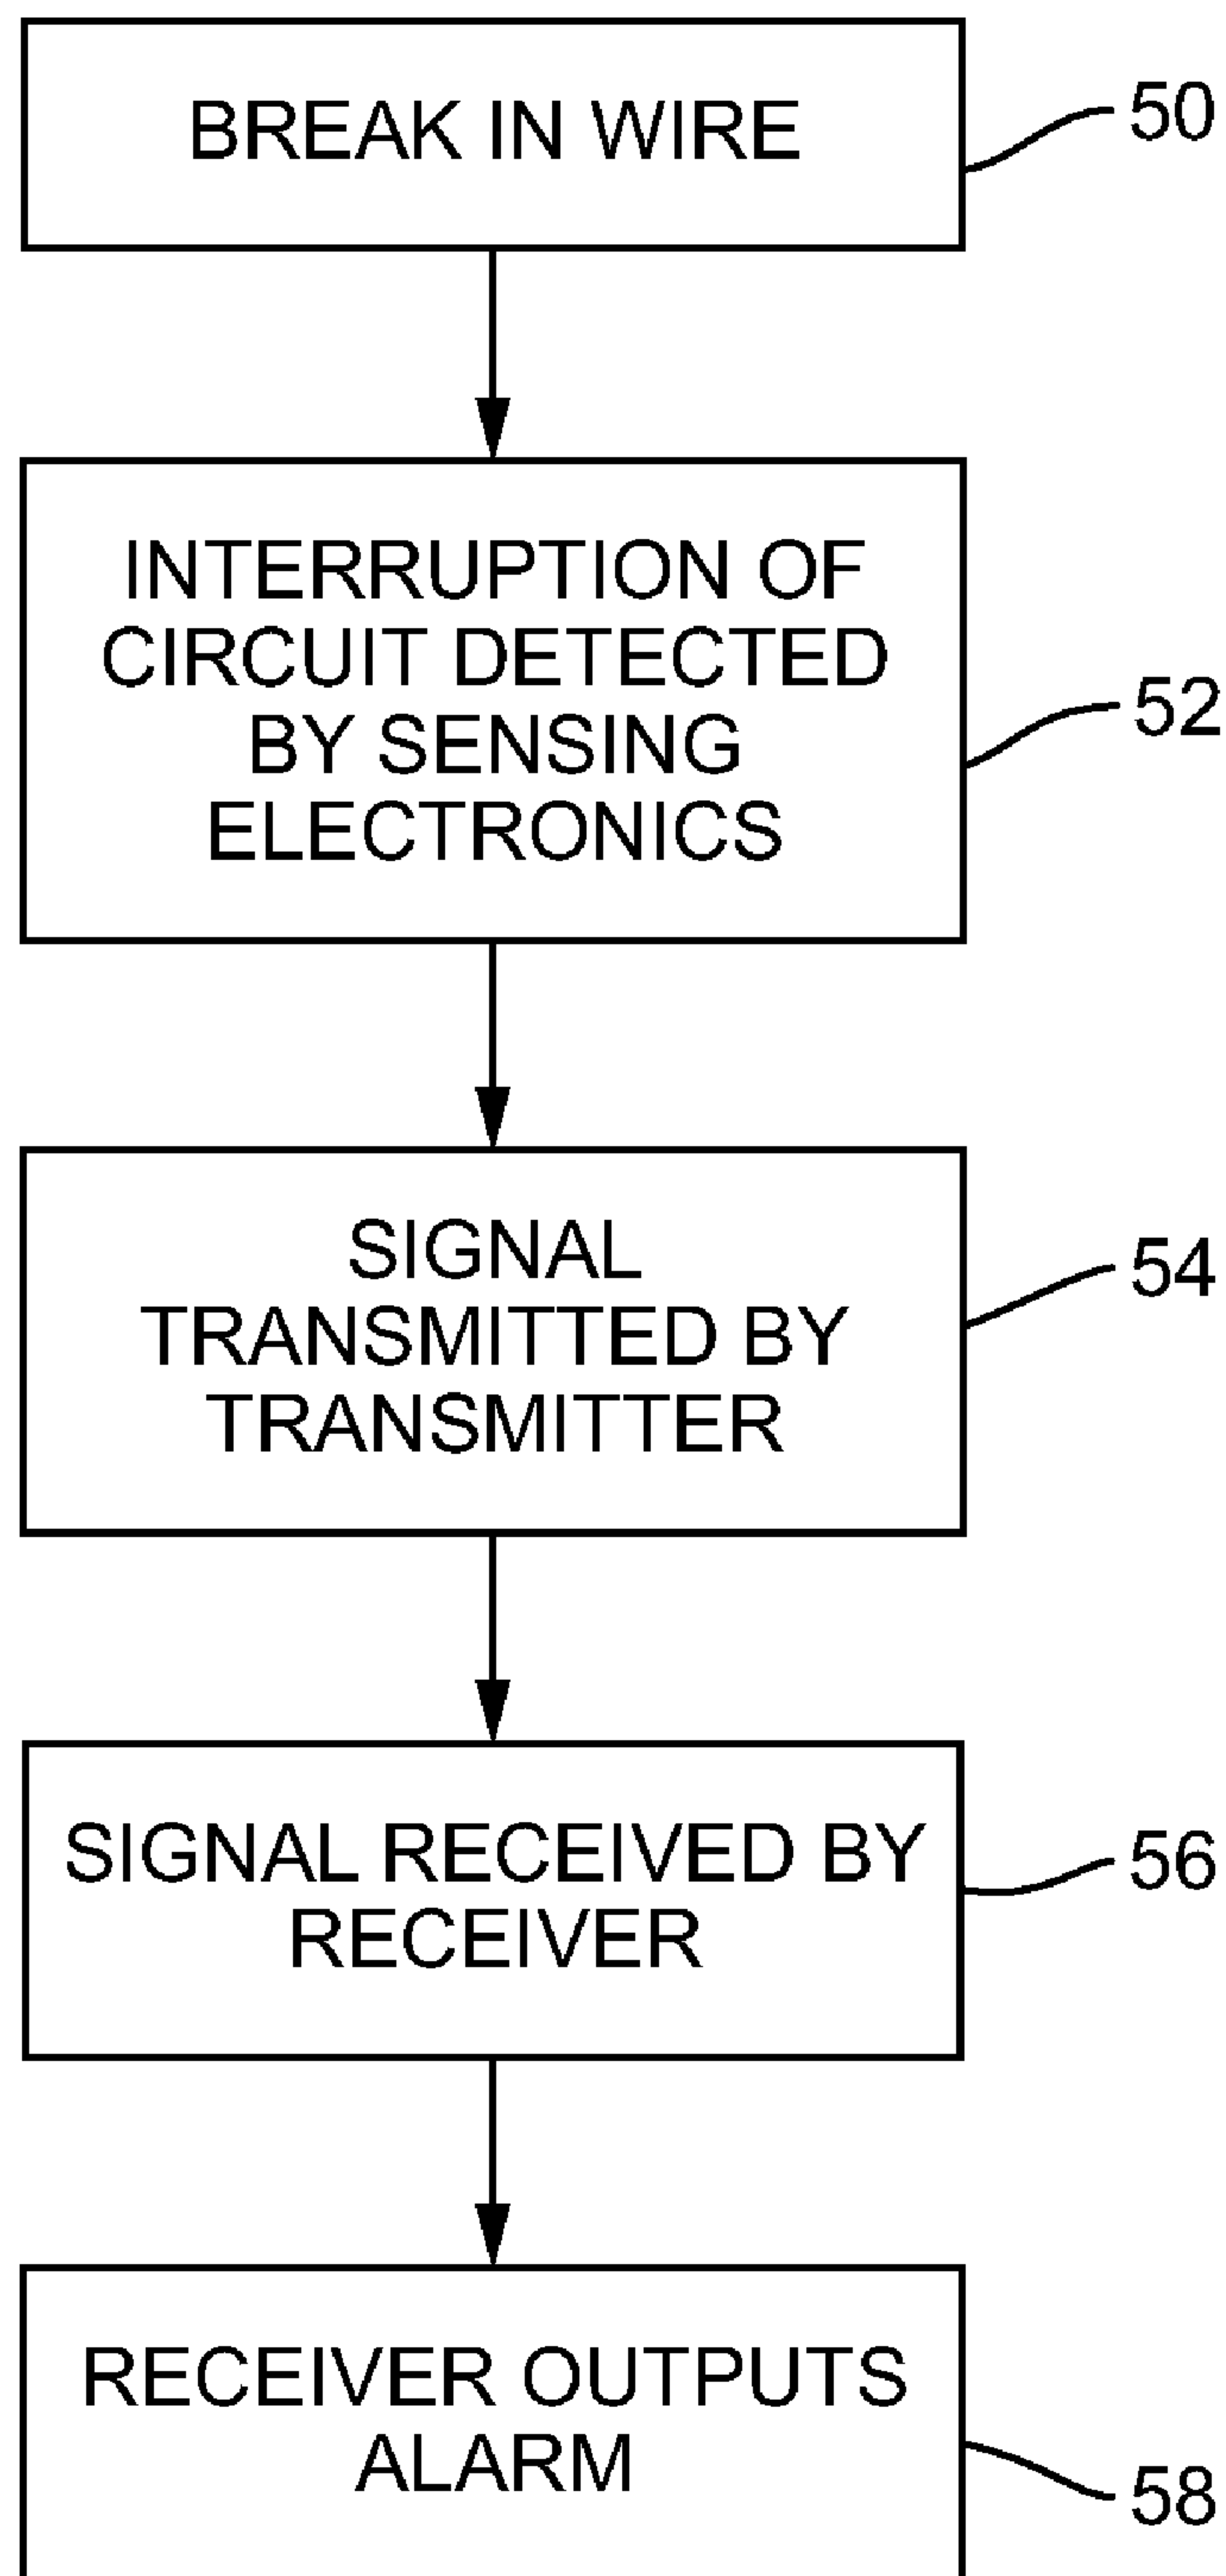 BREAK IN WIRE
50
INTERRUPTION OF
CIRCUIT DETECTED
BY SENSING
ELECTRONICS
52
SIGNAL
TRANSMITTED BY
TRANSMITTER
54
SIGNAL RECEIVED BY
RECEIVER
56
RECEIVER OUTPUTS
ALARM
58